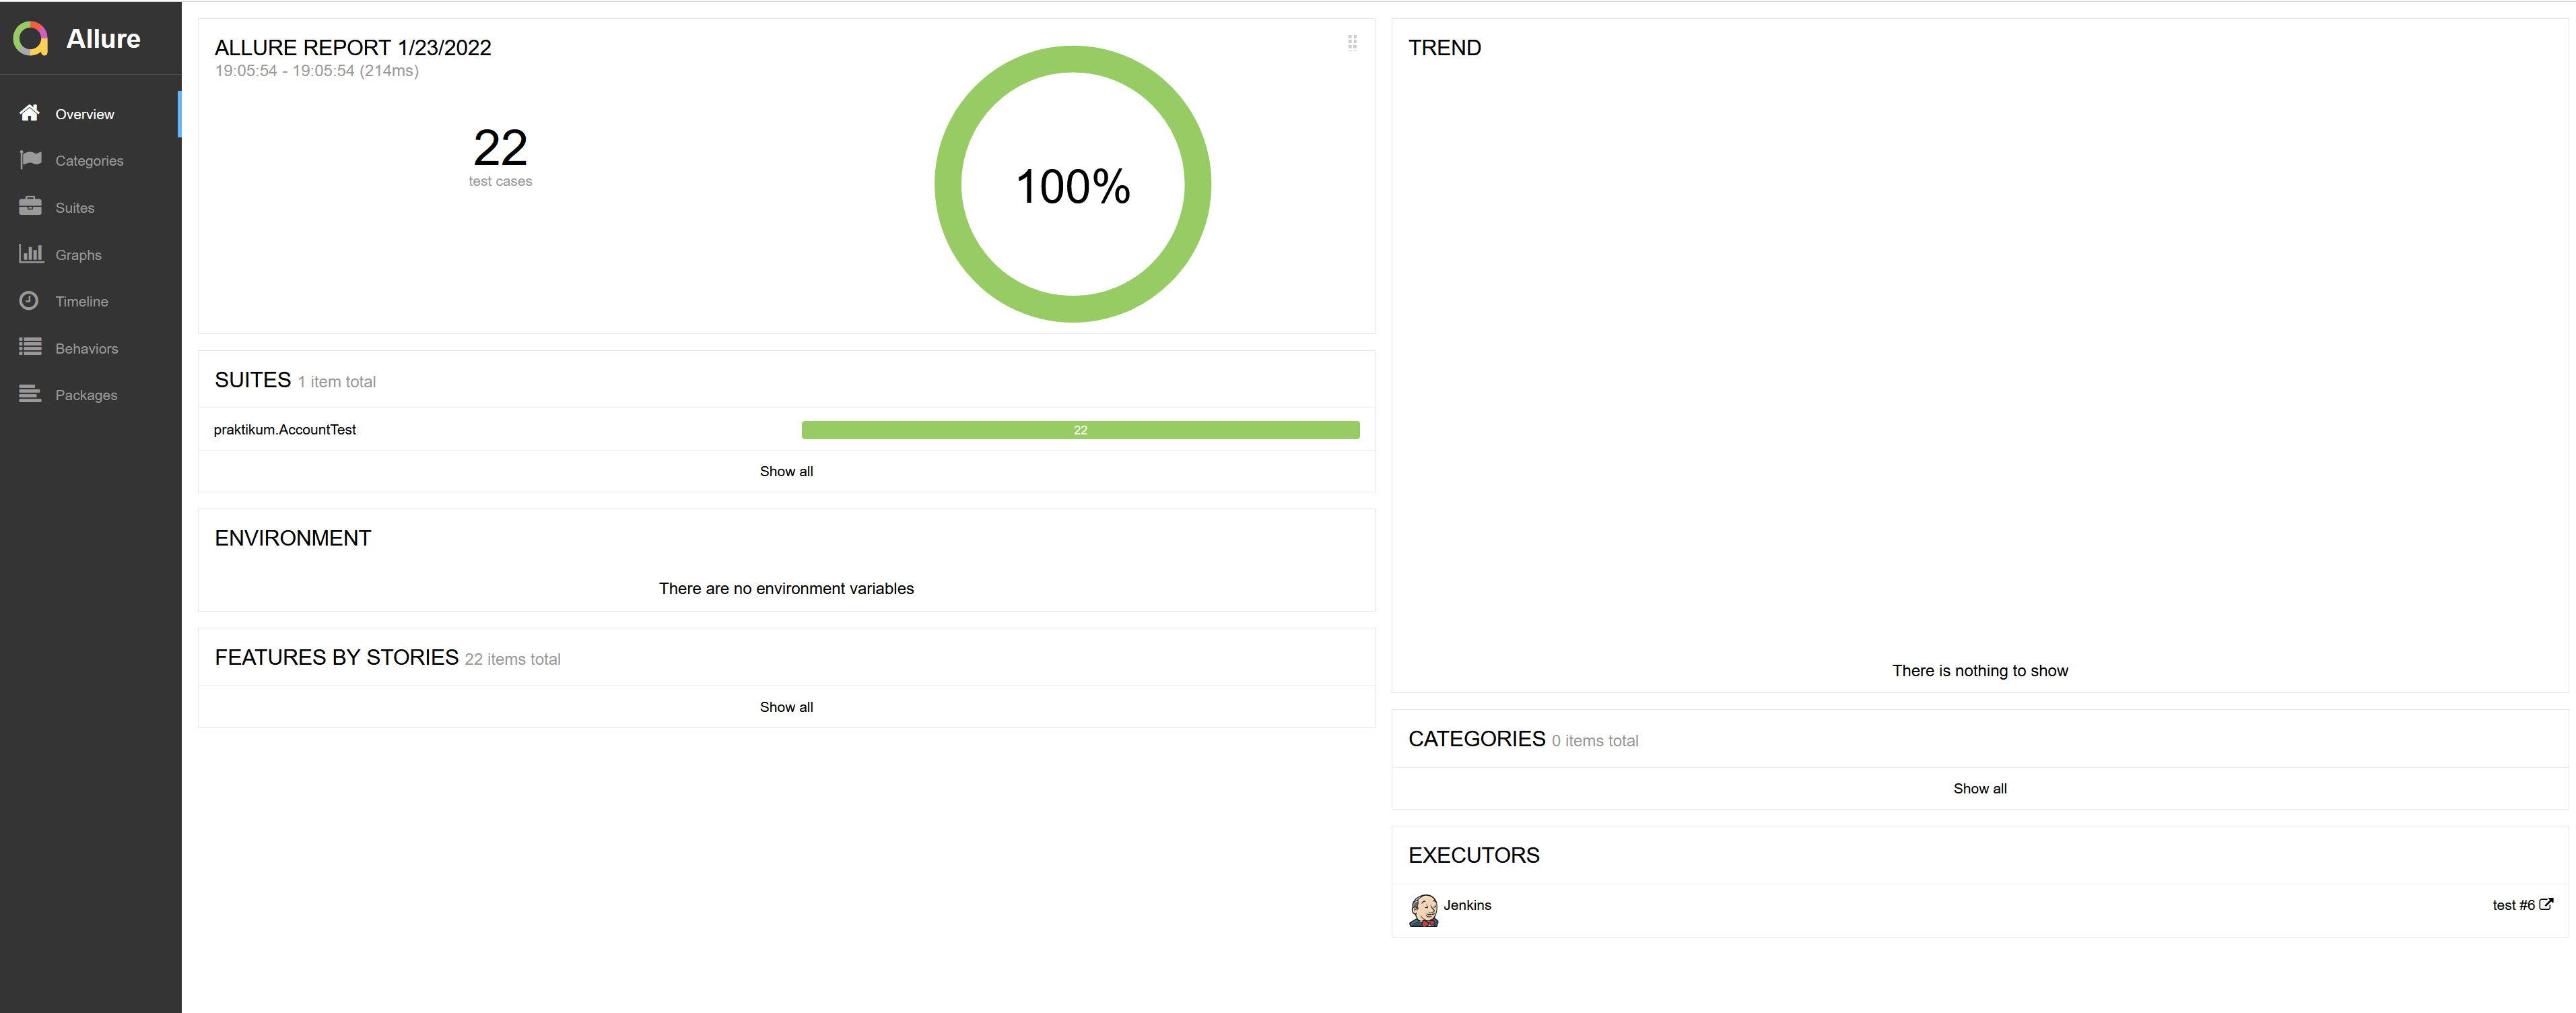 Allure
Overview
Categories
Suites
Graphs
Timeline
Behaviors
Packages
ALLURE REPORT 1/23/2022
19:05:54 - 19:05:54 (214ms)
22
test cases
100%
SUITES 1 item total
praktikum.AccountTest 22
Show all
ENVIRONMENT
There are no environment variables
FEATURES BY STORIES 22 items total
Show all
TREND
There is nothing to show
CATEGORIES 0 items total
Show all
EXECUTORS
Jenkins test #6